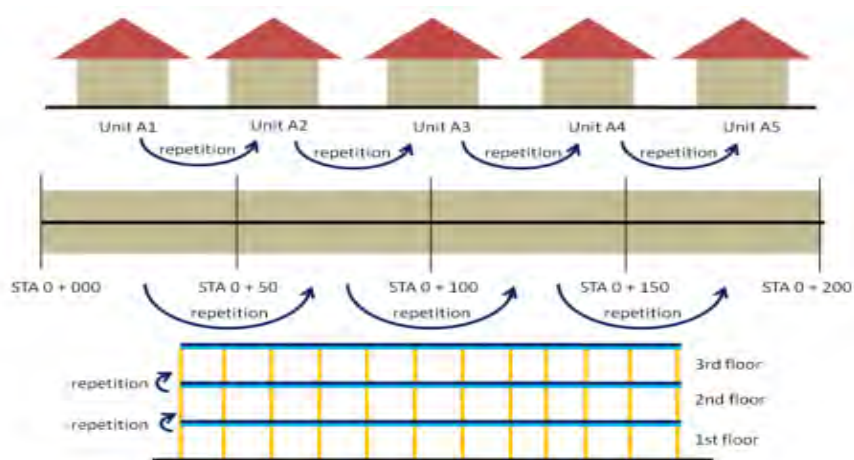 Unit A1 Unit A2 Unit A3 Unit A4 Unit A5
repetition repetition repetition repetition
STA 0 + 000 STA 0 + 50 STA 0 + 100 STA 0 + 150 STA 0 + 200
repetition repetition repetition
3rd floor
repetition
2nd floor
repetition
1st floor